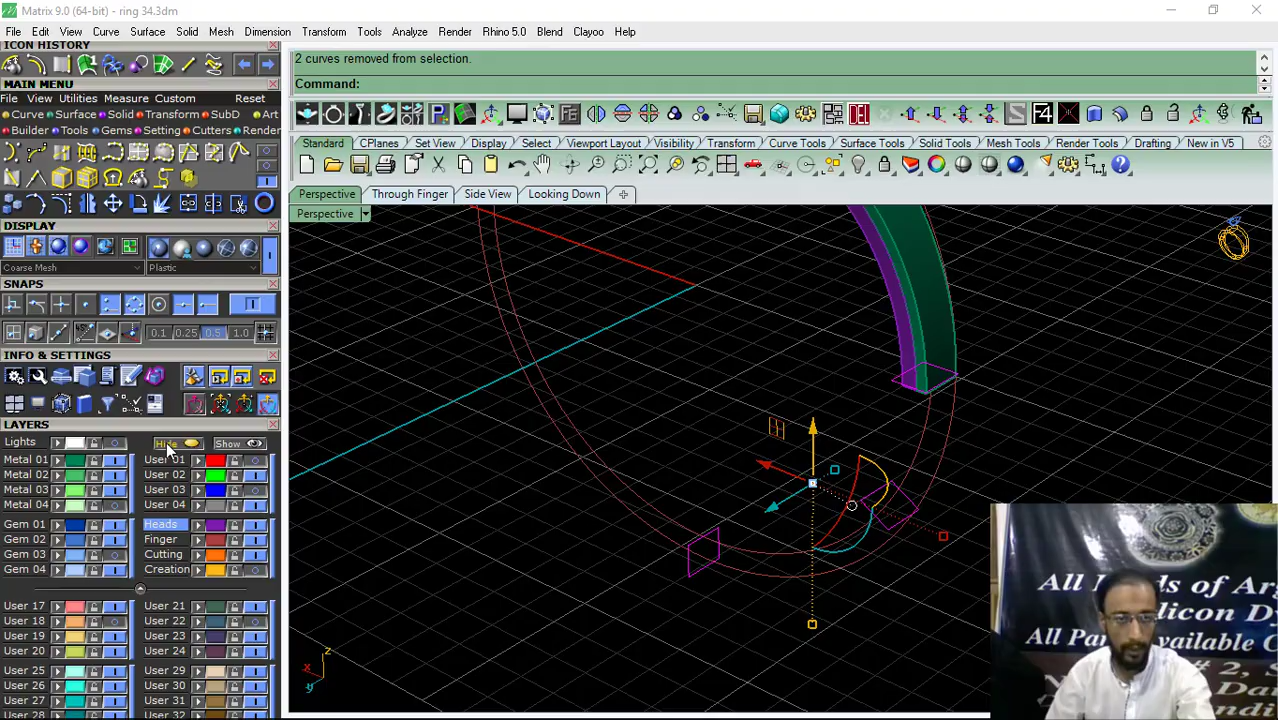 Matrix 9.0 (64-bit) - ring 34.3dm
File Edit View Curve Surface Solid Mesh Dimension Transform Tools Analyze Render Rhino 5.0 Blend Clayoo Help
ICON HISTORY
2 curves removed from selection.
Command:
MAIN MENU
File View Utilities Measure Custom Reset
Curve Surface Solid Transform SubD Art
Builder Tools Gems Setting Cutters Render
F4
Standard CPlanes Set View Display Select Viewport Layout Visibility Transform Curve Tools Surface Tools Solid Tools Mesh Tools Render Tools Drafting New in V5
Perspective Through Finger Side View Looking Down
Perspective
DISPLAY
Coarse Mesh Plastic
SNAPS
0.1 0.25 0.5 1.0
INFO & SETTINGS
LAYERS
Lights Hide Show
Metal 01 User 01
Metal 02 User 02
Metal 03 User 03
Metal 04 User 04
Gem 01 Heads
Gem 02 Finger
Gem 03 Cutting
Gem 04 Creation
User 17 User 21
User 18 User 22
User 19 User 23
User 20 User 24
User 25 User 29
User 26 User 30
User 27 User 31
User 28 User 32
x y z
All
of Ar
licon Dy
All Par
vailable C
# 2, S